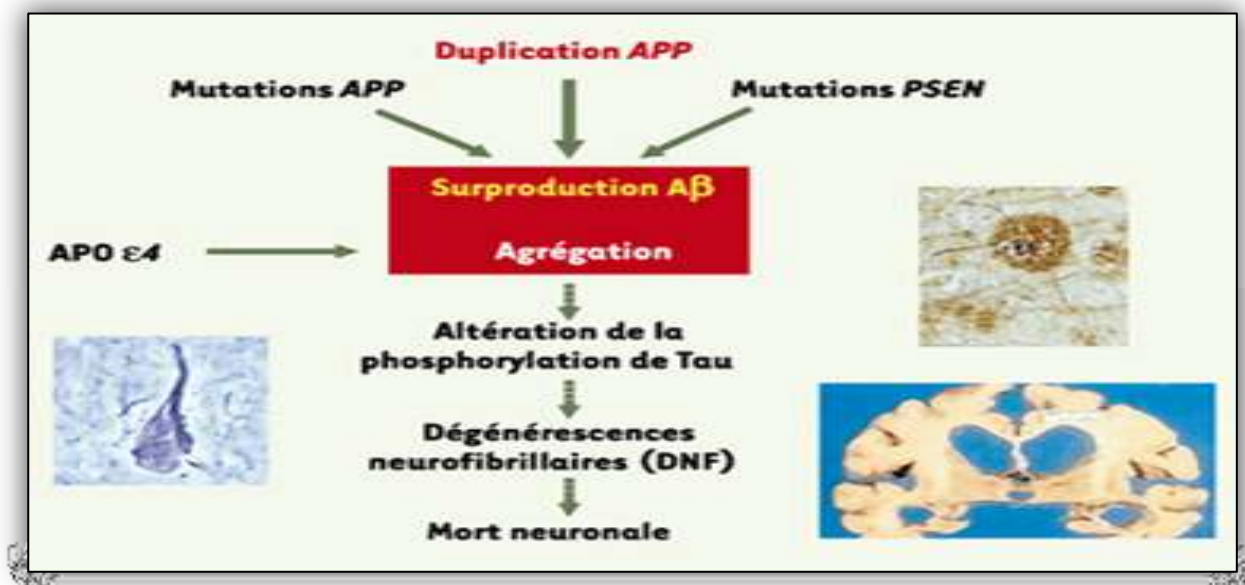 Duplication APP
Mutations APP
Mutations PSEN
Surproduction Aβ
APO ε4
Agrégation
Altération de la
phosphorylation de Tau
Dégénérescences
neurofibrillaires (DNF)
Mort neuronale